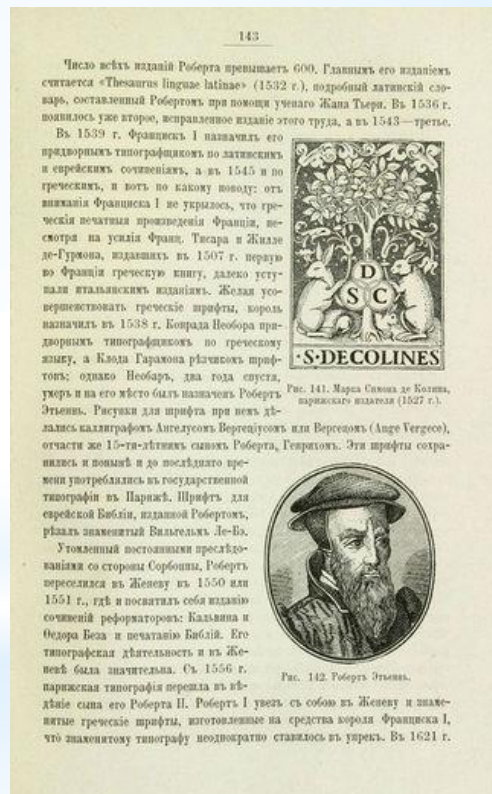 143
Число всѣхъ изданій Роберта превышаетъ 600. Главнымъ его изданіемъ
считается «Thesaurus linguae latinae» (1532 г.), подробный латинскій сло-
варь, составленный Робертомъ при помощи ученаго Жана Тьери. Въ 1536 г.
появилось уже второе, исправленное изданіе этого труда, а въ 1543—третье.
Въ 1539 г. Францискъ I назначилъ его
придворнымъ типографщикомъ по латинскимъ
и еврейскимъ сочиненіямъ, а въ 1545 и по
греческимъ, и вотъ по какому поводу: отъ
вниманія Франциска I не укрылось, что гре-
ческія печатныя произведенія Франціи, не-
смотря на усилія Франц. Тисара и Жилле
де-Гурмона, издавшихъ въ 1507 г. первую
во Франціи греческую книгу, далеко усту-
пали итальянскимъ изданіямъ. Желая усо-
вершенствовать греческіе шрифты, король
назначилъ въ 1538 г. Конрада Необора при-
дворнымъ типографщикомъ по греческому
языку, а Клода Гарамона рѣзчикомъ шриф-
товъ; однако Необаръ, два года спустя,
умеръ и на его мѣсто былъ назначенъ Робертъ
Этьеннъ. Рисунки для шрифта при немъ дѣ-
D
S C
·S·DECOLINES
Рис. 141. Марка Симона де Колина,
парижскаго издателя (1527 г.).
лались каллиграфомъ Ангелусомъ Вергеціусомъ или Версецомъ (Ange Vergece),
отчасти же 15-ти-лѣтнимъ сыномъ Роберта, Генрихомъ. Эти шрифты сохра-
нились и понынѣ и до послѣдняго вре-
мени употреблялись въ государственной
типографіи въ Парижѣ. Шрифтъ для
еврейской Библіи, изданной Робертомъ,
рѣзалъ знаменитый Вильгельмъ Ле-Бэ.
Утомленный постоянными преслѣдо-
ваніями со стороны Сорбонны, Робертъ
переселился въ Женеву въ 1550 или
1551 г., гдѣ и посвятилъ себя изданію
сочиненій реформаторовъ: Кальвина и
Ѳедора Беза и печатанію Библій. Его
типографская дѣятельность и въ Же-
невѣ была значительна. Съ 1556 г.
парижская типографія перешла въ вѣ-
Рис. 142. Робертъ Этьеннъ.
дѣніе сына его Роберта II. Робертъ I увезъ съ собою въ Женеву и знаме-
нитые греческіе шрифты, изготовленные на средства короля Франциска I,
что̀ знаменитому типографу неоднократно ставилось въ упрекъ. Въ 1621 г.